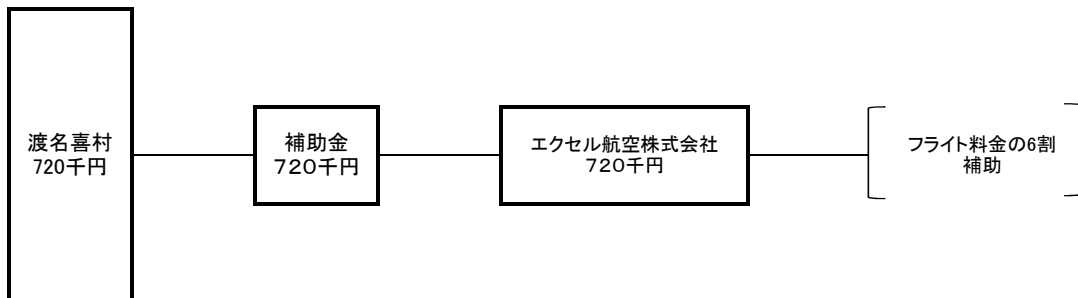 渡名喜村
720千円
補助金
７２０千円
エクセル航空株式会社
７２０千円
フライト料金の6割
補助